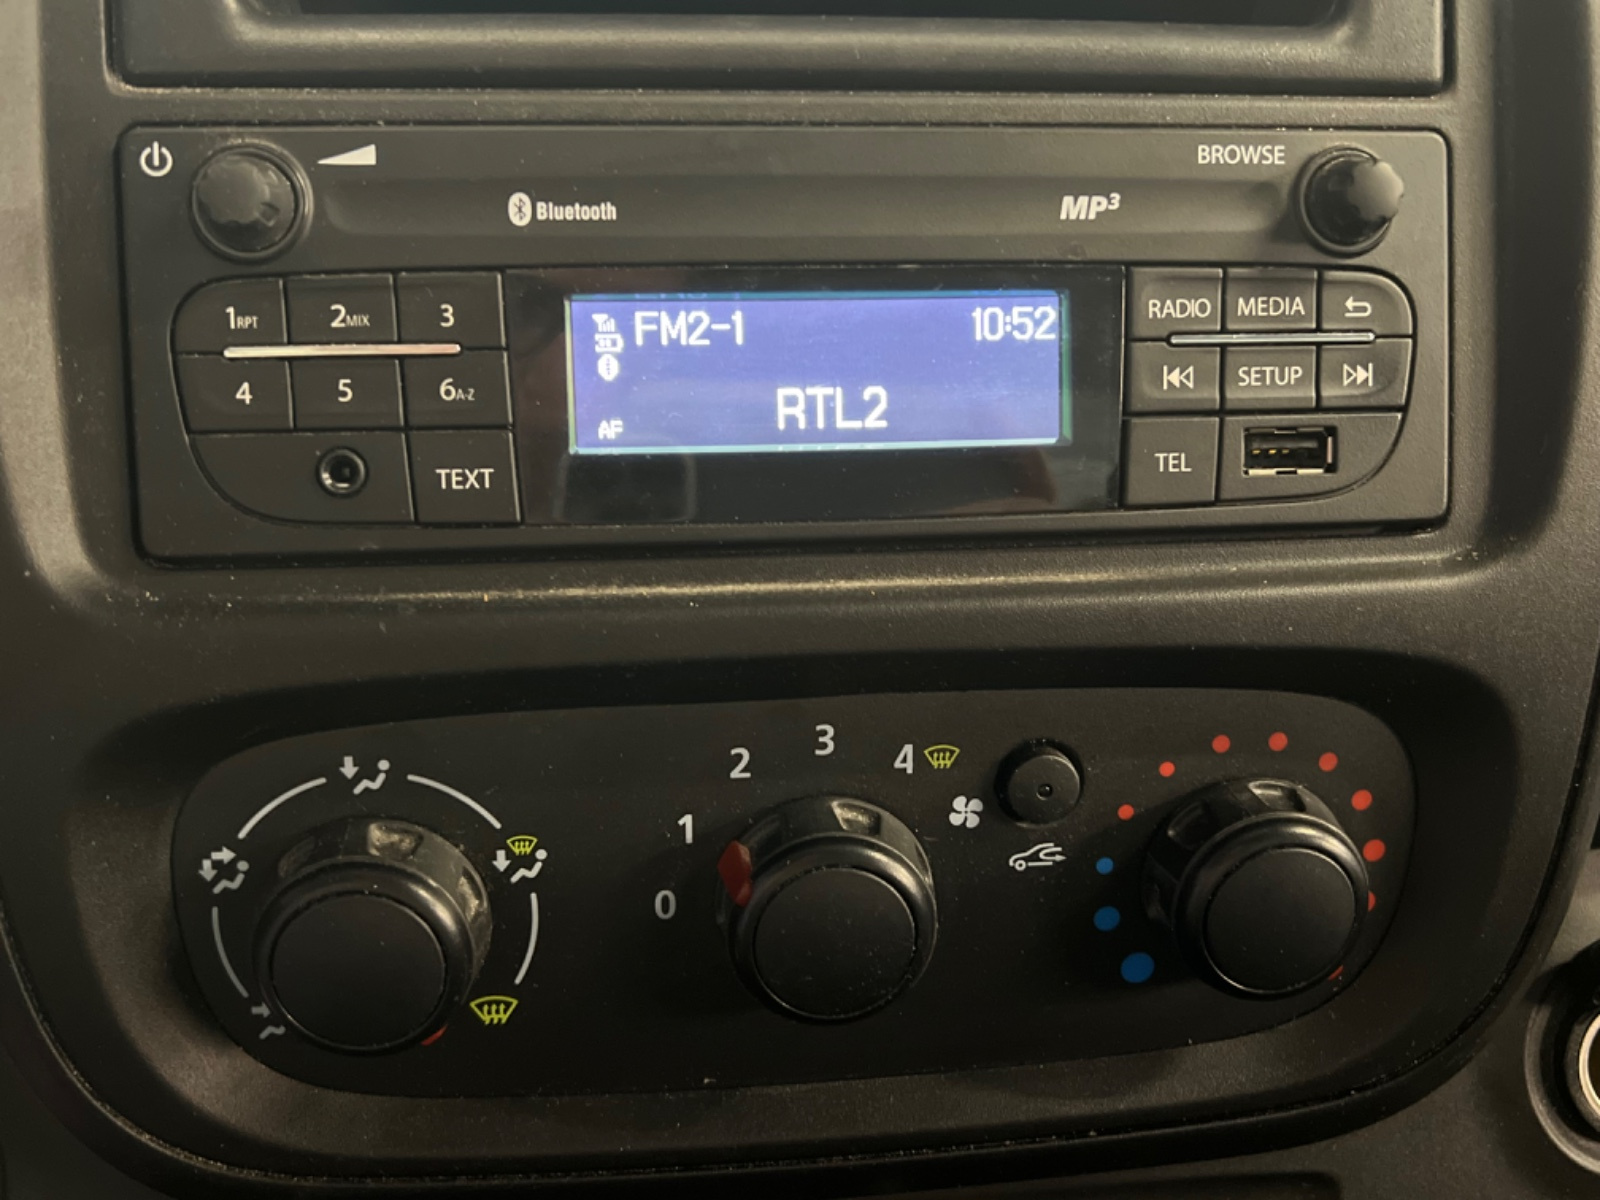 BROWSE
Bluetooth
MP3
1RPT 2MIX 3
FM2-1 10:52
RADIO MEDIA
4 5 6A-Z
RTL2
SETUP
AF
TEXT
TEL
0 1 2 3 4